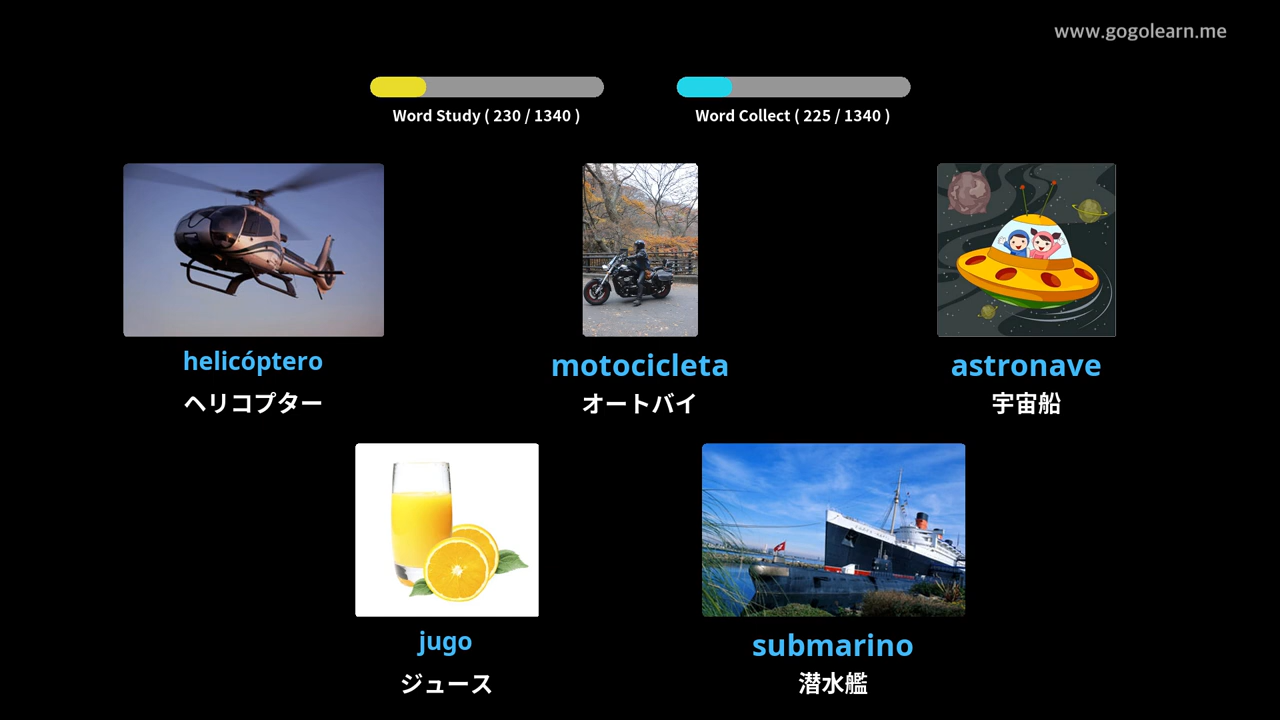 www.gogolearn.me
Word Study ( 230 / 1340 )
Word Collect ( 225 / 1340 )
helicóptero
ヘリコプター
motocicleta
オートバイ
astronave
宇宙船
jugo
ジュース
submarino
潜水艦